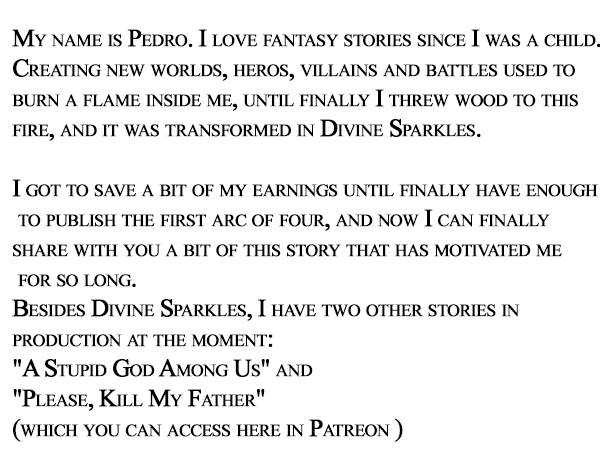 My name is Pedro. I love fantasy stories since I was a child.
Creating new worlds, heros, villains and battles used to
burn a flame inside me, until finally I threw wood to this
fire, and it was transformed in Divine Sparkles.

I got to save a bit of my earnings until finally have enough
to publish the first arc of four, and now I can finally
share with you a bit of this story that has motivated me
for so long.
Besides Divine Sparkles, I have two other stories in
production at the moment:
"A Stupid God Among Us" and
"Please, Kill My Father"
(which you can access here in Patreon )